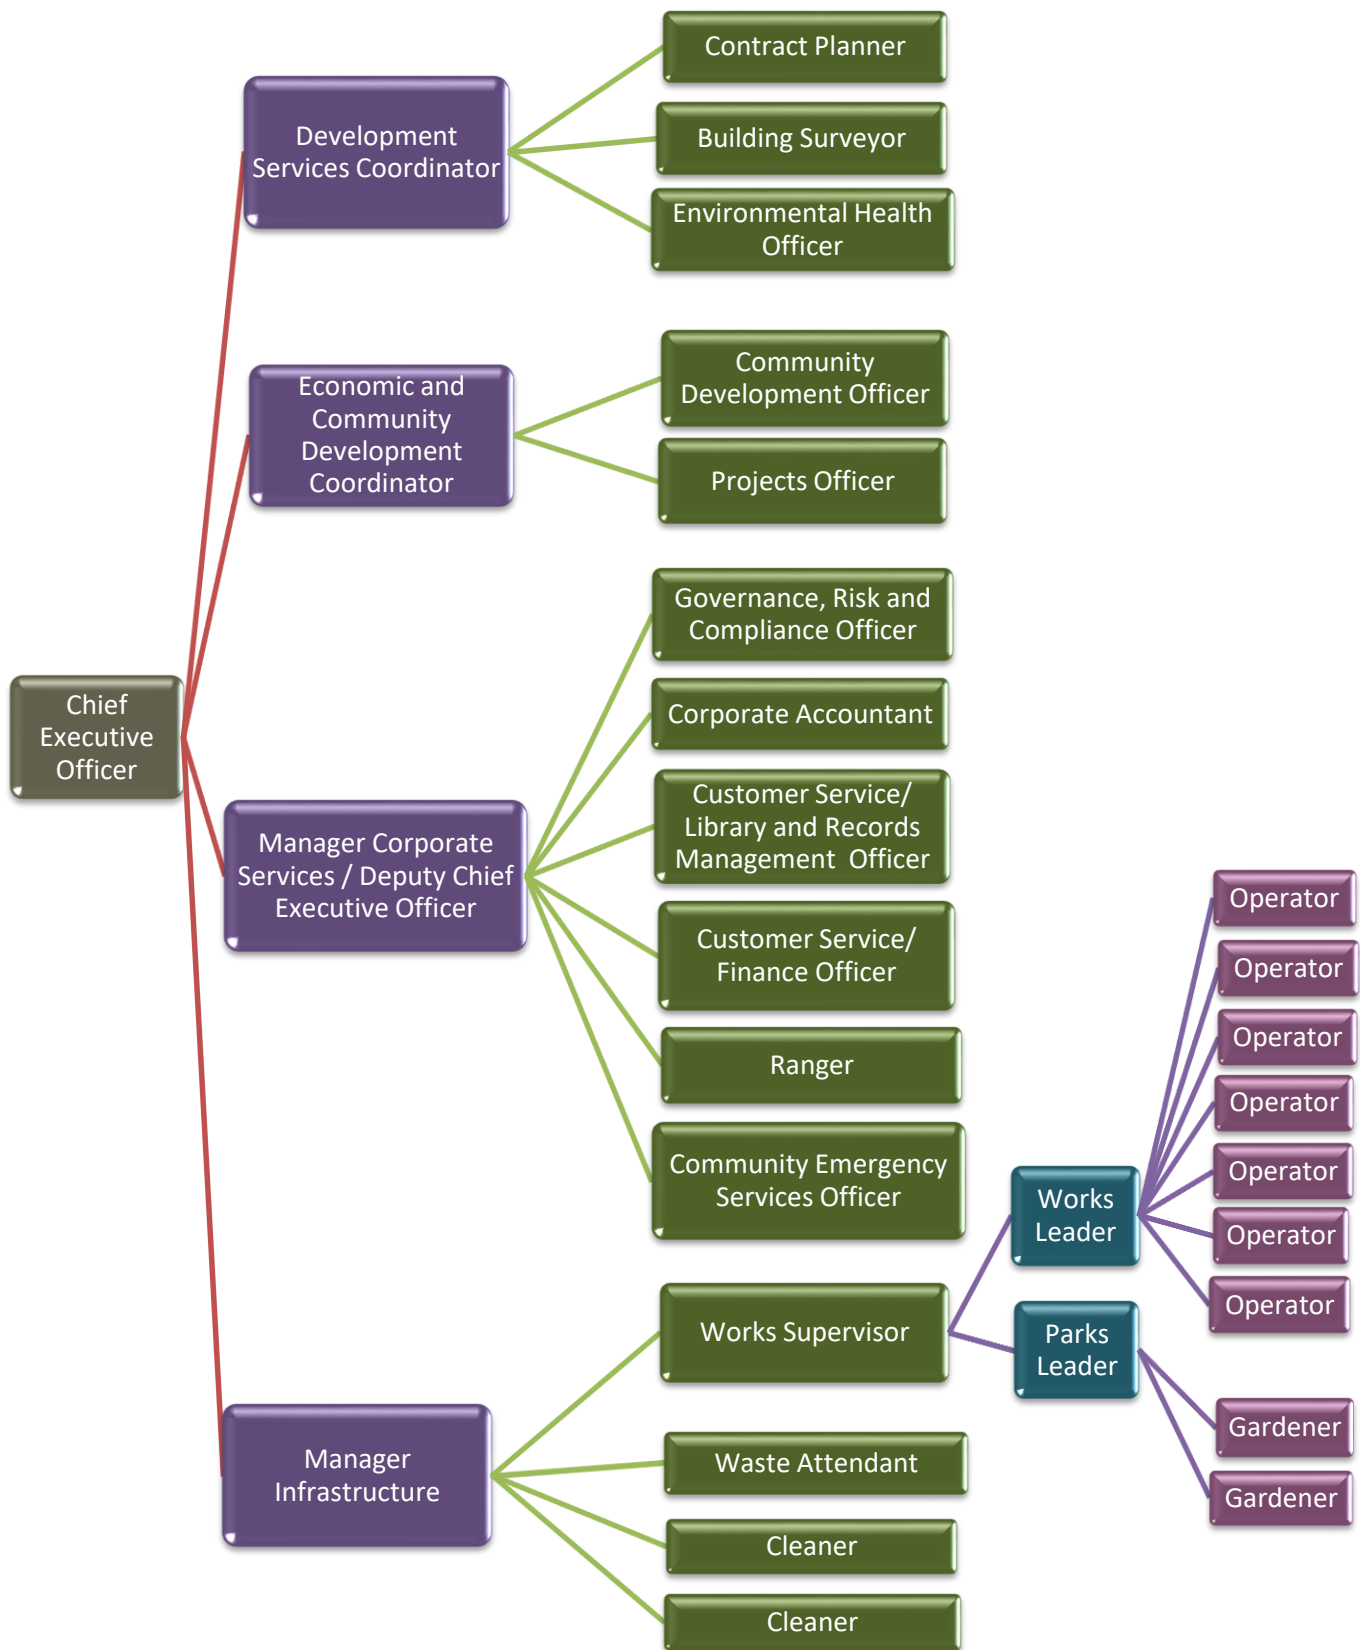 Contract Planner
Development
Services Coordinator
Building Surveyor
Environmental Health
Officer
Economic and
Community
Development
Coordinator
Community
Development Officer
Projects Officer
Governance, Risk and
Compliance Officer
Chief
Executive
Officer
Corporate Accountant
Manager Corporate
Services / Deputy Chief
Executive Officer
Customer Service/
Library and Records
Management  Officer
Customer Service/
Finance Officer
Ranger
Community Emergency
Services Officer
Operator
Operator
Operator
Operator
Operator
Operator
Operator
Works
Leader
Works Supervisor
Parks
Leader
Gardener
Gardener
Manager
Infrastructure
Waste Attendant
Cleaner
Cleaner